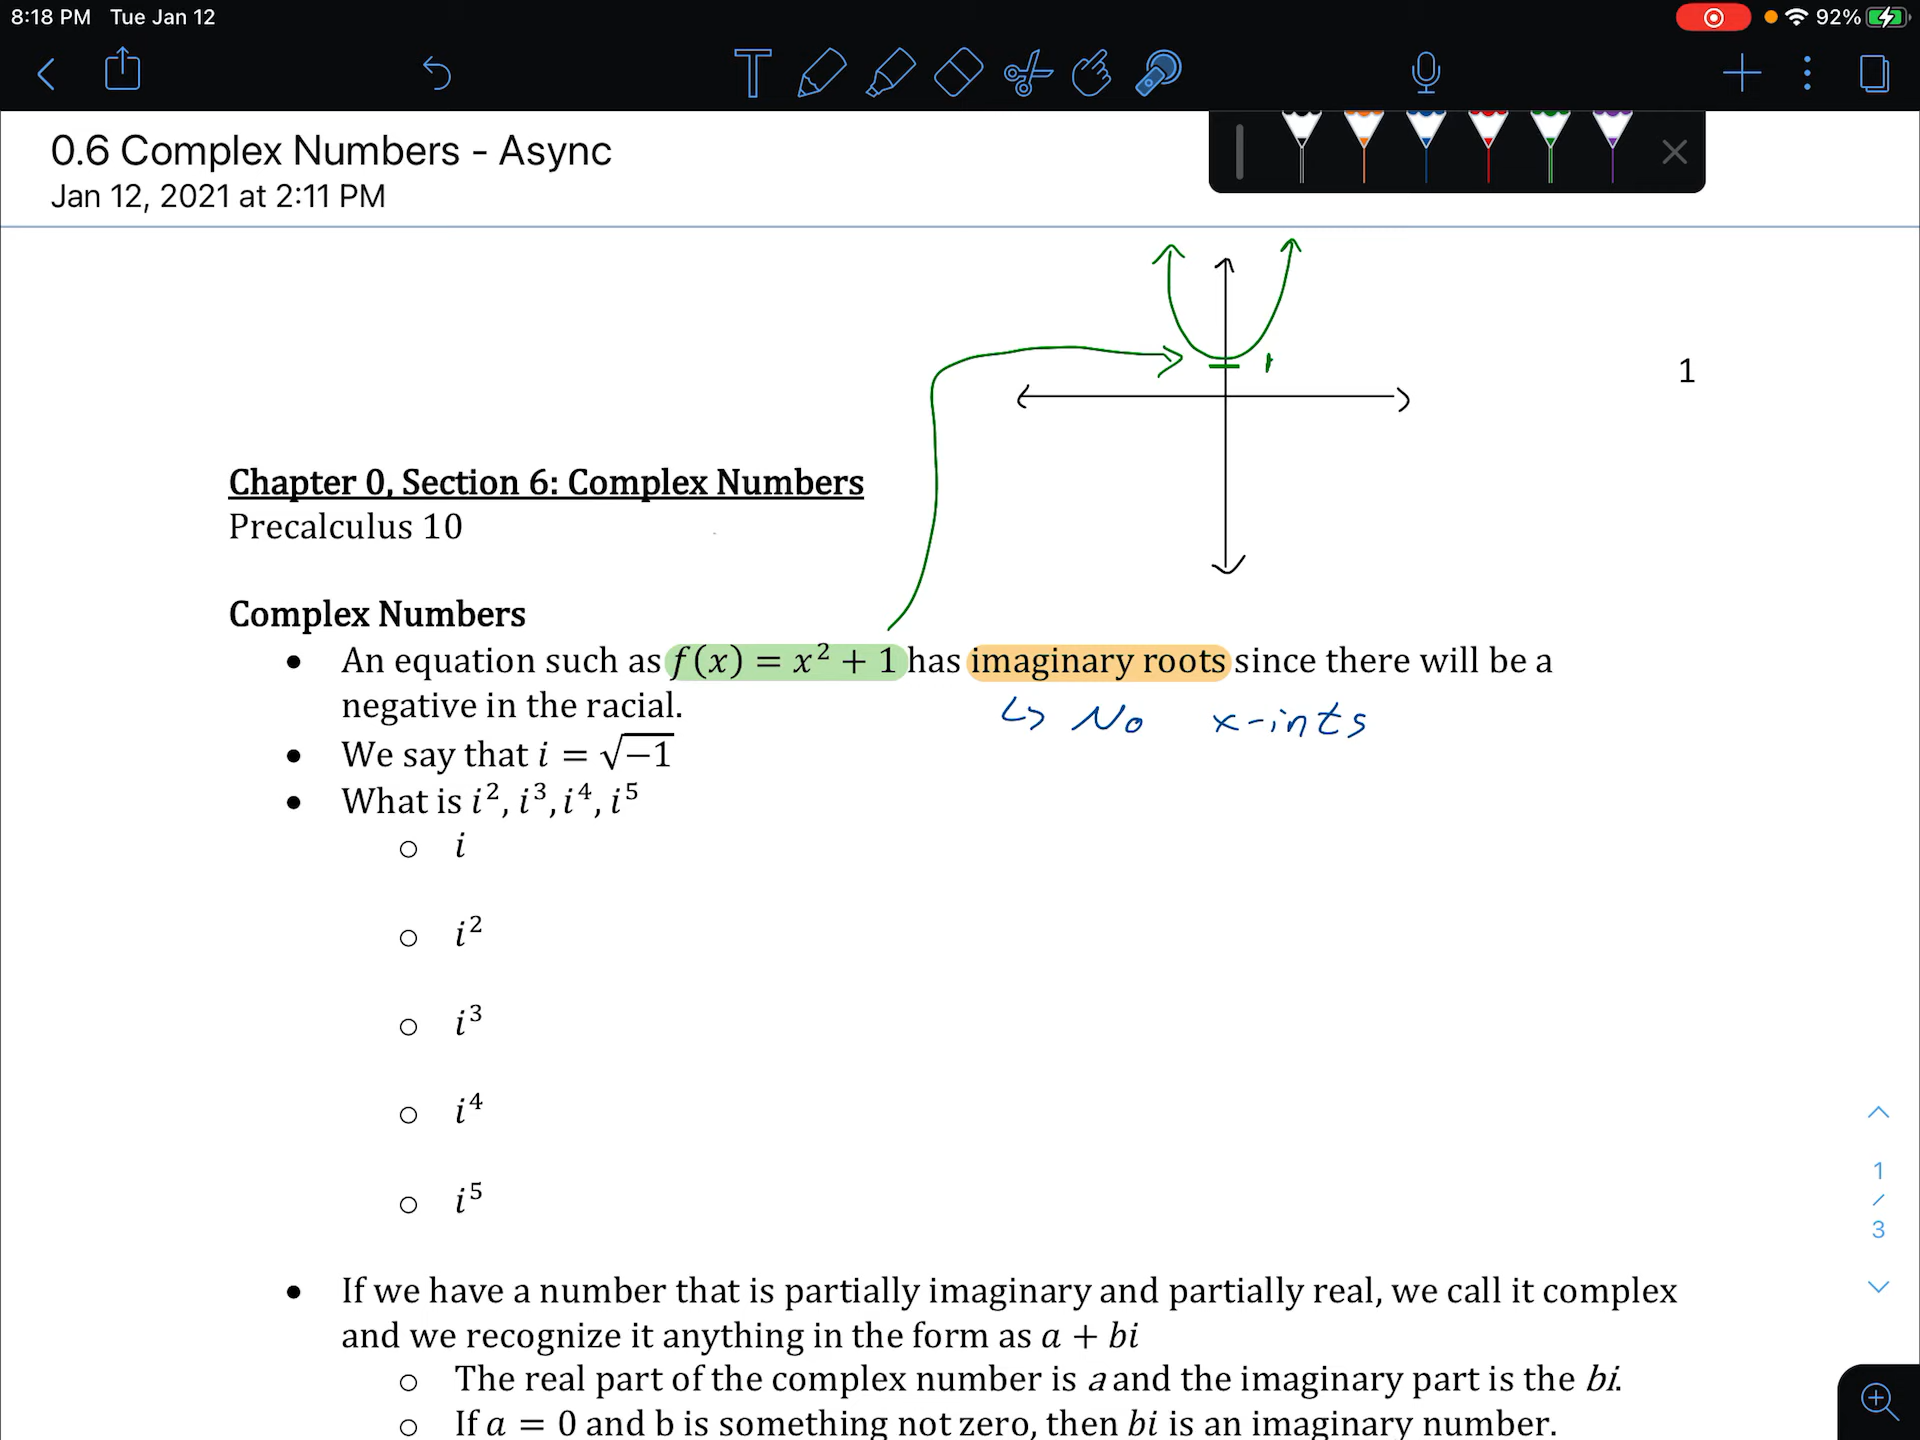 8:18 PM Tue Jan 12
92%
T
0.6 Complex Numbers - Async
Jan 12, 2021 at 2:11 PM
1
1
Chapter 0, Section 6: Complex Numbers
Precalculus 10
Complex Numbers
• An equation such as f(x) = x² + 1 has imaginary roots since there will be a
negative in the racial.
↳ No x-ints
• We say that i = √−1
• What is i², i³, i⁴, i⁵
○ i
○ i²
○ i³
○ i⁴
○ i⁵
1
/
3
• If we have a number that is partially imaginary and partially real, we call it complex
and we recognize it anything in the form as a + bi
○ The real part of the complex number is a and the imaginary part is the bi.
○ If a = 0 and b is something not zero, then bi is an imaginary number.